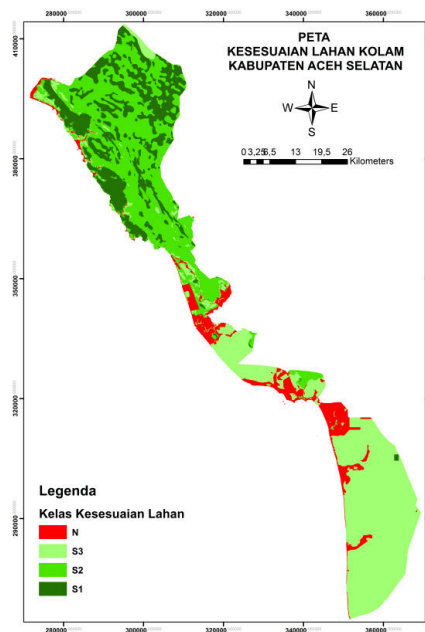 280000 300000 320000 340000 360000
PETA
KESESUAIAN LAHAN KOLAM
KABUPATEN ACEH SELATAN
N
W E
S
0 3,25 6,5 13 19,5 26
Kilometers
410000
380000
350000
320000
290000
Legenda
Kelas Kesesuaian Lahan
N
S3
S2
S1
280000 300000 320000 340000 360000